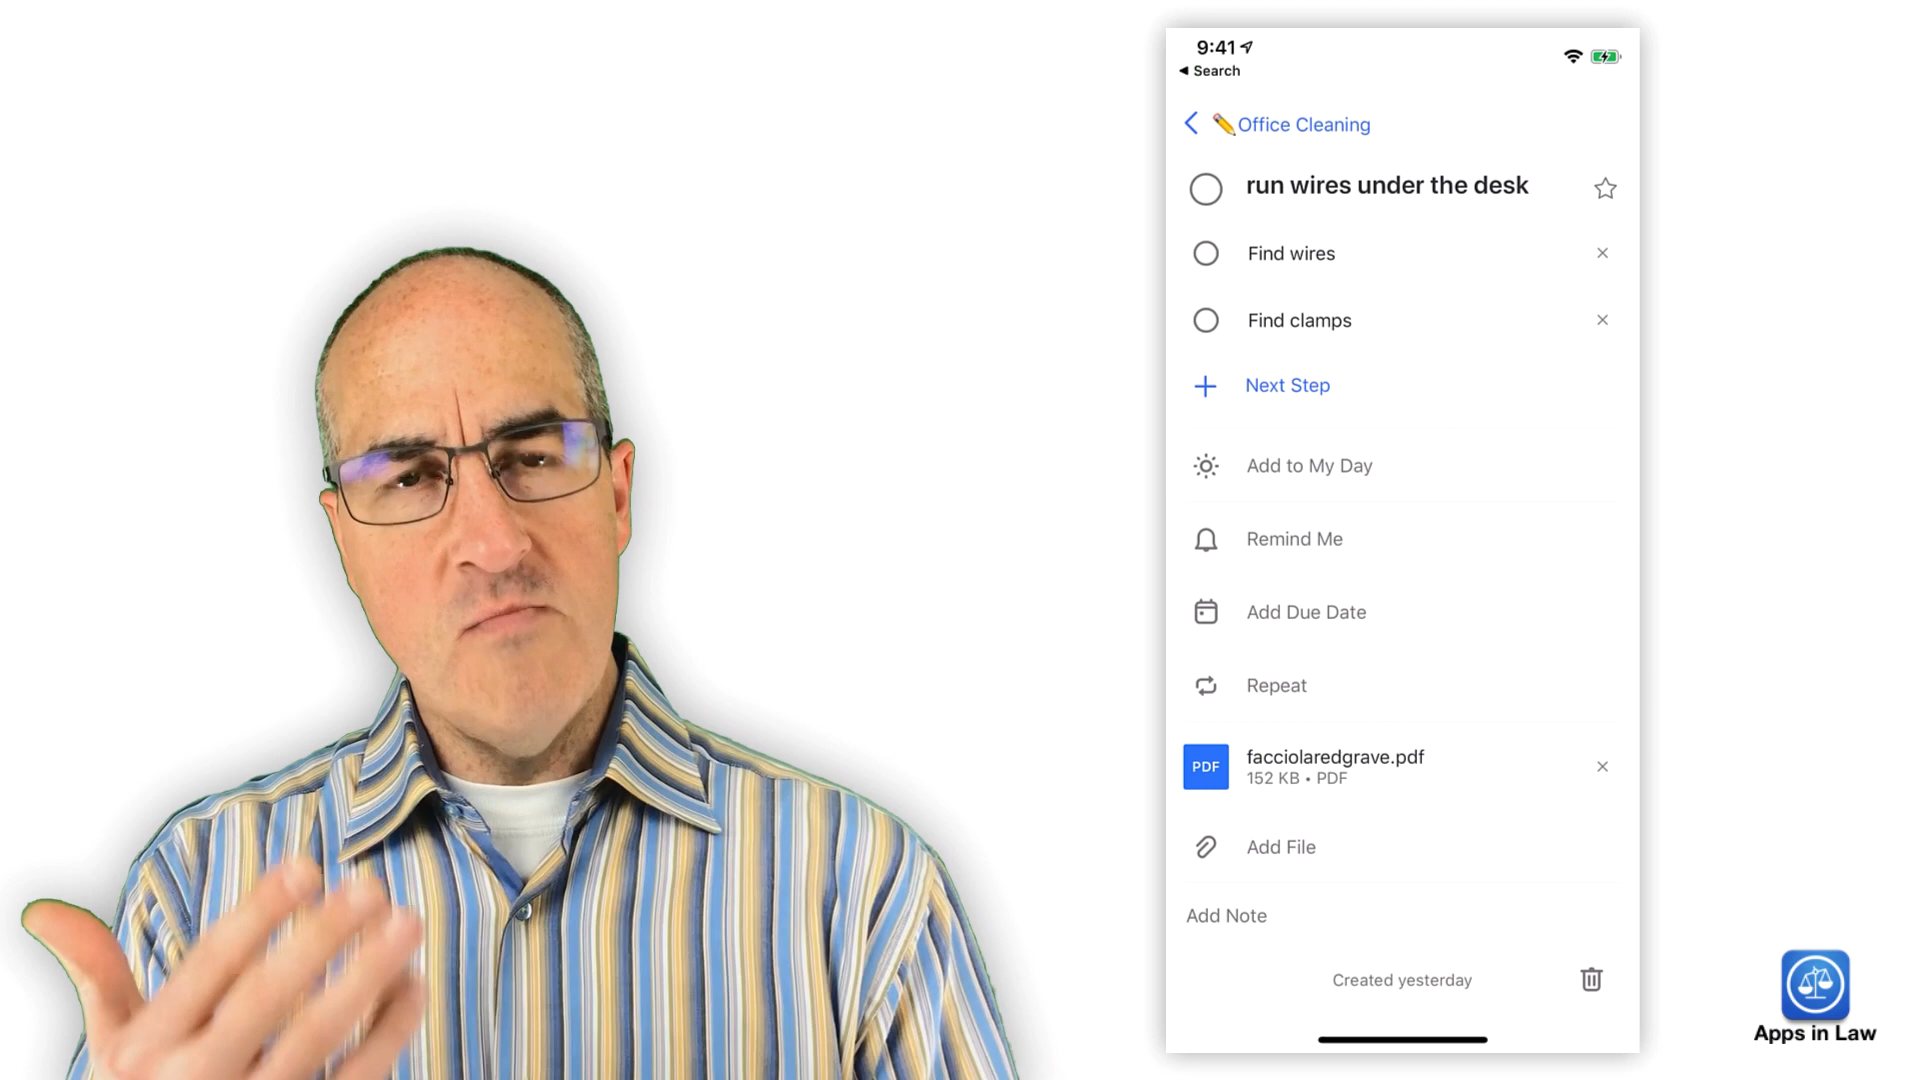 9:41
Search
Office Cleaning
run wires under the desk
Find wires
Find clamps
Next Step
Add to My Day
Remind Me
Add Due Date
Repeat
PDF
facciolaredgrave.pdf
152 KB • PDF
Add File
Add Note
Created yesterday
Apps in Law